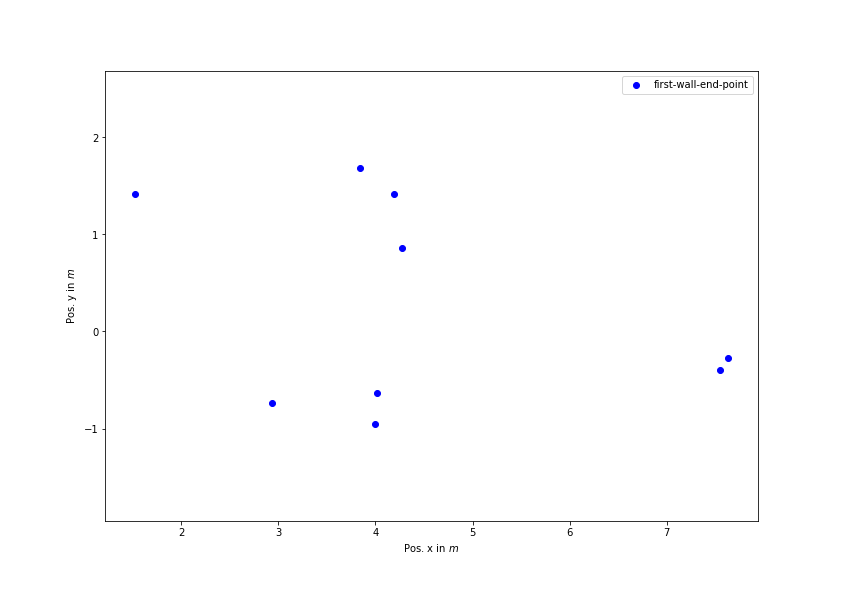 first-wall-end-point
Pos. y in m
2
1
0
−1
2 3 4 5 6 7
Pos. x in m